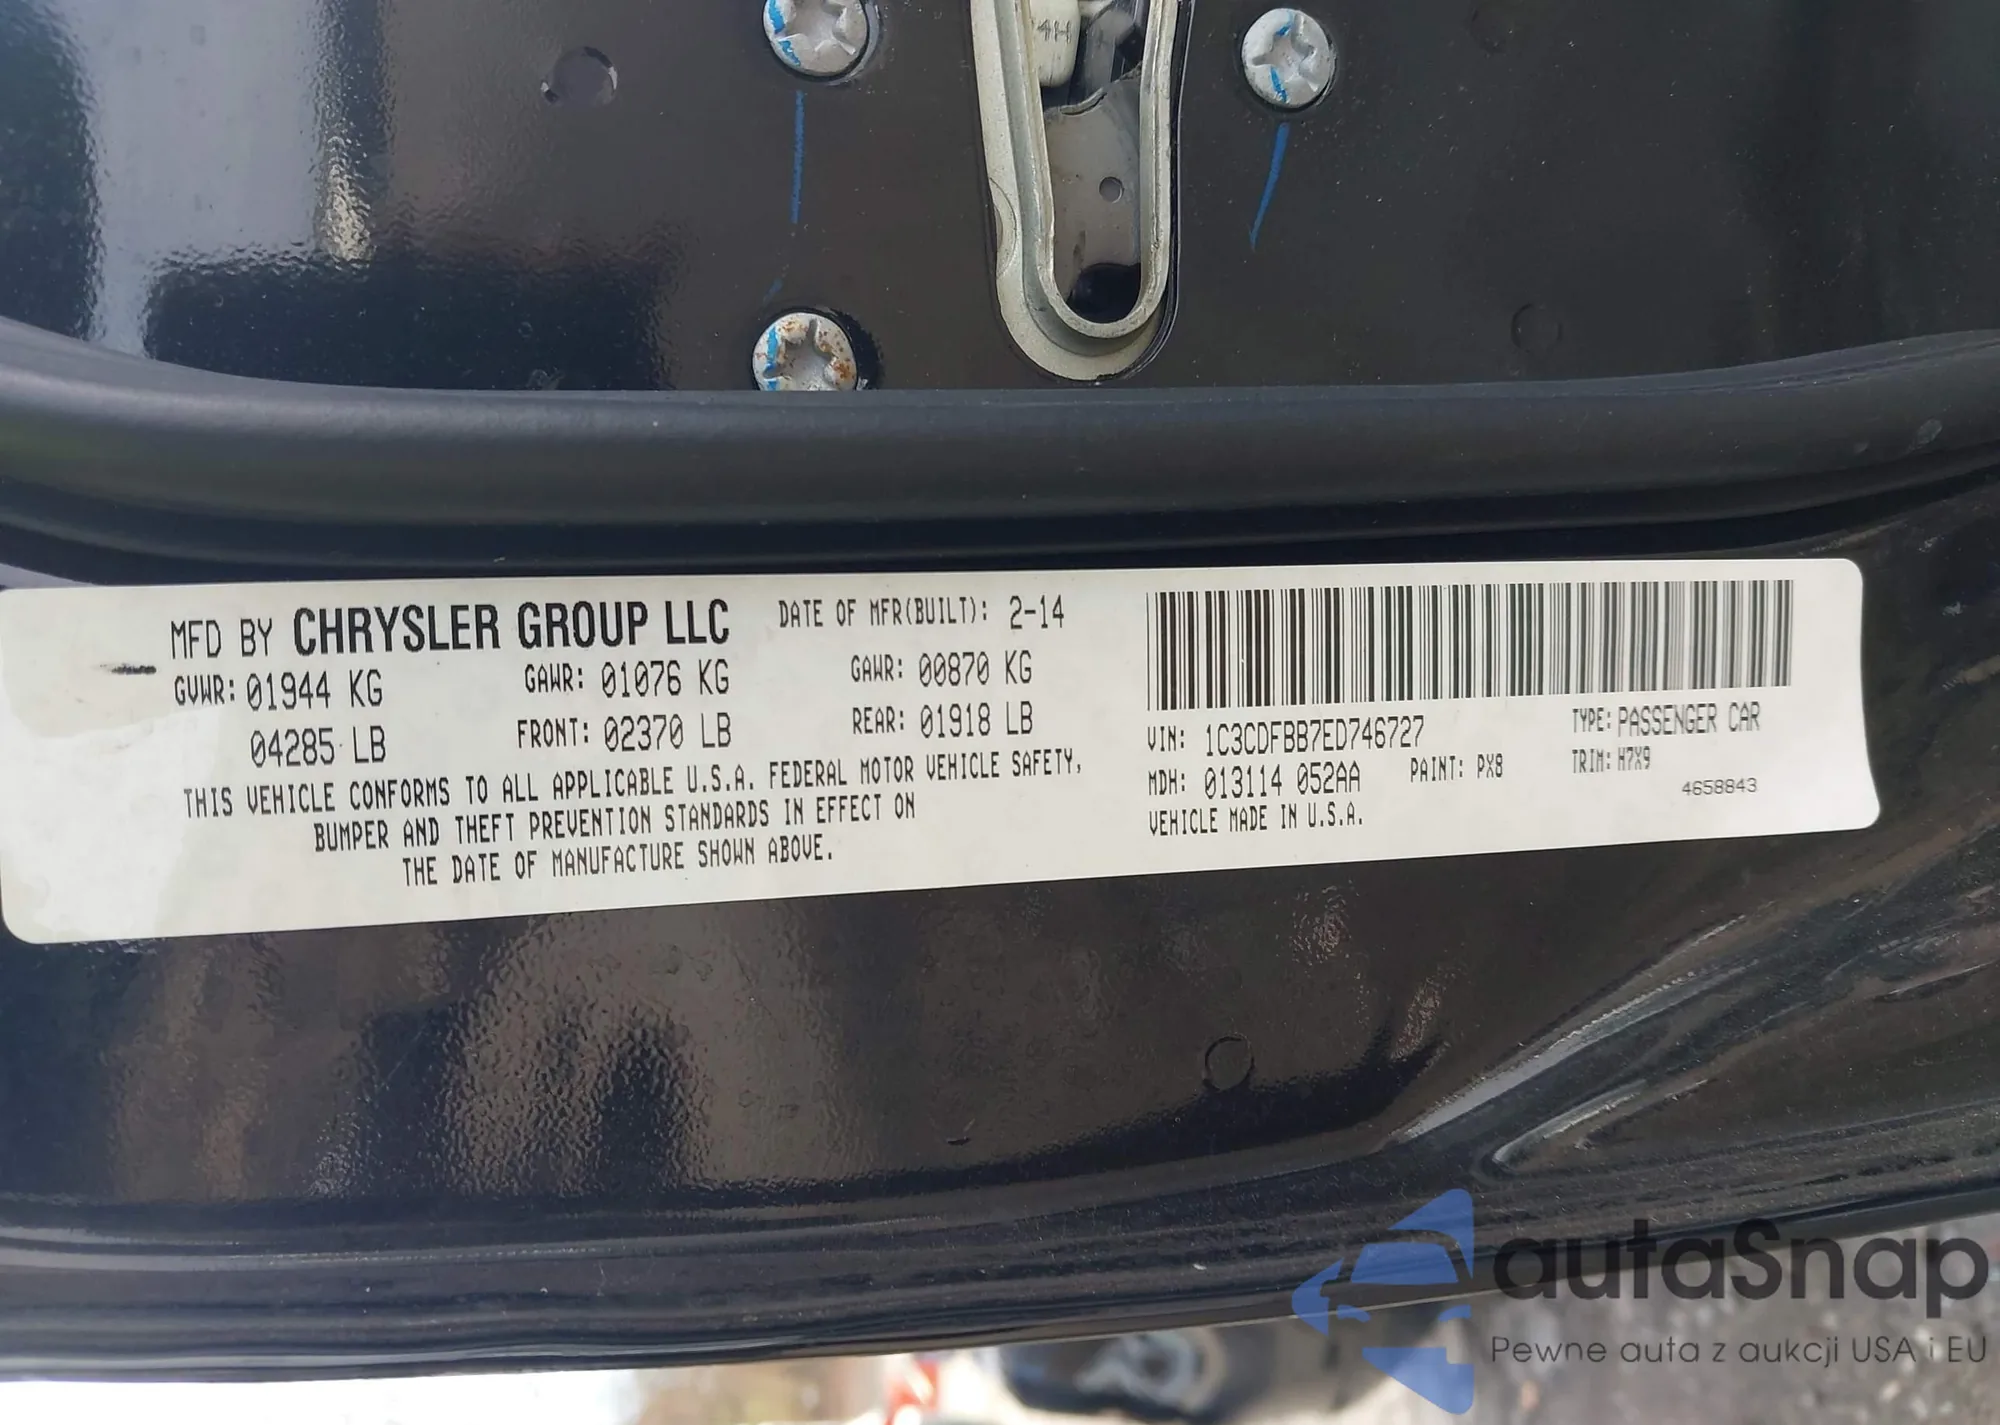 4H
MFD BY CHRYSLER GROUP LLC DATE OF MFR(BUILT): 2-14
GVWR: 01944 KG GAWR: 01076 KG GAWR: 00870 KG
04285 LB FRONT: 02370 LB REAR: 01918 LB
THIS VEHICLE CONFORMS TO ALL APPLICABLE U.S.A. FEDERAL MOTOR VEHICLE SAFETY,
BUMPER AND THEFT PREVENTION STANDARDS IN EFFECT ON
THE DATE OF MANUFACTURE SHOWN ABOVE.
VIN: 1C3CDFBB7ED746727 TYPE: PASSENGER CAR
MDH: 013114 052AA PAINT: PX8 TRIM: H7X9
VEHICLE MADE IN U.S.A. 4658843
autaSnap
Pewne auta z aukcji USA i EU